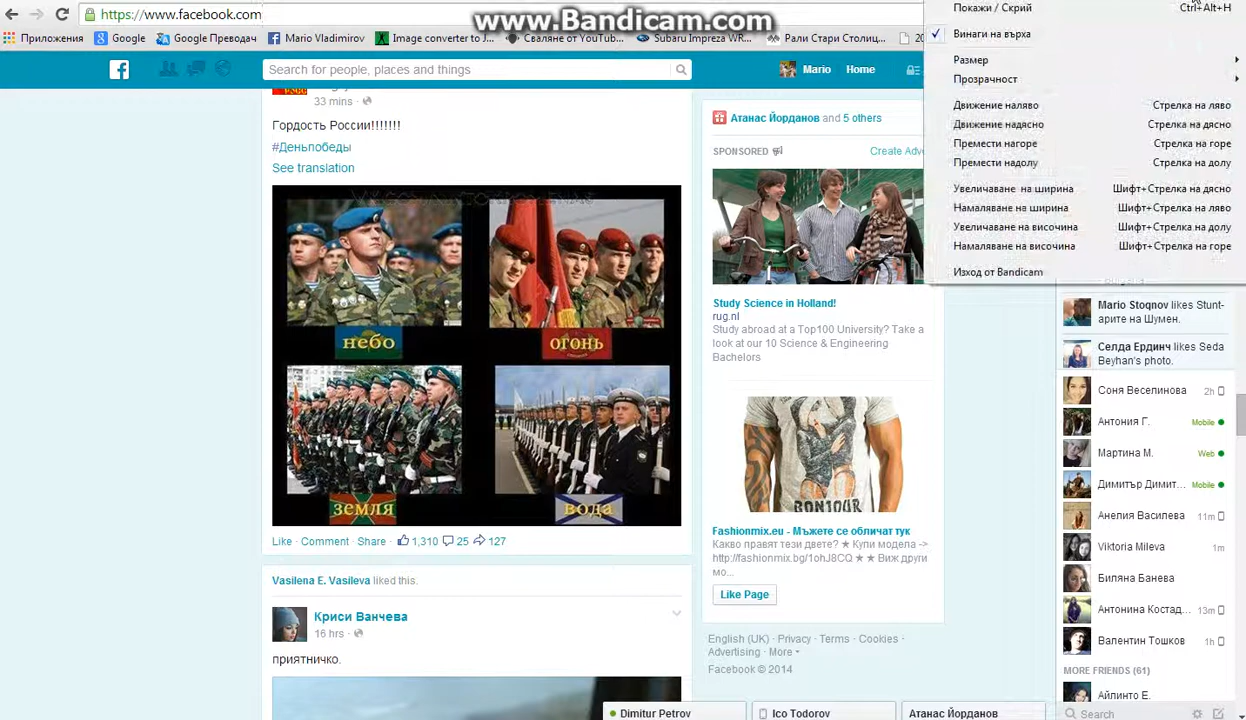 https://www.facebook.com
www.Bandicam.com
Приложения
Google
Google Преводач
Mario Vladimirov
Image converter to J...
Сваляне от YouTub...
Subaru Impreza WR...
Рали Стари Столиц...
Search for people, places and things
Mario
Home
33 mins
Гордость России!!!!!!!
#Деньпобеды
See translation
небо
огонь
земля
вода
Like · Comment · Share · 1,310 25 127
Vasilena E. Vasileva liked this.
Криси Ванчева
16 hrs ·
приятничко.
Атанас Йорданов and 5 others
SPONSORED
Create Adve
Study Science in Holland!
rug.nl
Study abroad at a Top100 University? Take a
look at our 10 Science & Engineering
Bachelors
BONJOUR
Fashionmix.eu - Мъжете се обличат тук
Какво правят тези двете? ★ Купи модела ->
http://fashionmix.bg/1ohJ8CQ ★ Виж други
мо...
Like Page
English (UK) · Privacy · Terms · Cookies ·
Advertising · More
Facebook © 2014
Покажи / Скрий Ctrl+Alt+H
Винаги на върха
Размер
Прозрачност
Движение наляво Стрелка на ляво
Движение надясно Стрелка на дясно
Премести нагоре Стрелка на горе
Премести надолу Стрелка на долу
Увеличаване на ширина Шифт+Стрелка на дясно
Намаляване на ширина Шифт+Стрелка на ляво
Увеличаване на височина Шифт+Стрелка на долу
Намаляване на височина Шифт+Стрелка на горе
Изход от Bandicam
Mario Stoqnov likes Stunt-
арите на Шумен.
Селда Ердинч likes Seda
Beyhan's photo.
Соня Веселинова 2h
Антония Г. Mobile
Мартина М. Web
Димитър Димит... Mobile
Анелия Василева 11m
Viktoria Mileva 1m
Биляна Банева
Антонина Костад... 13m
Валентин Тошков 1h
MORE FRIENDS (61)
Айлинто Е.
Search
Dimitur Petrov
Ico Todorov
Атанас Йорданов